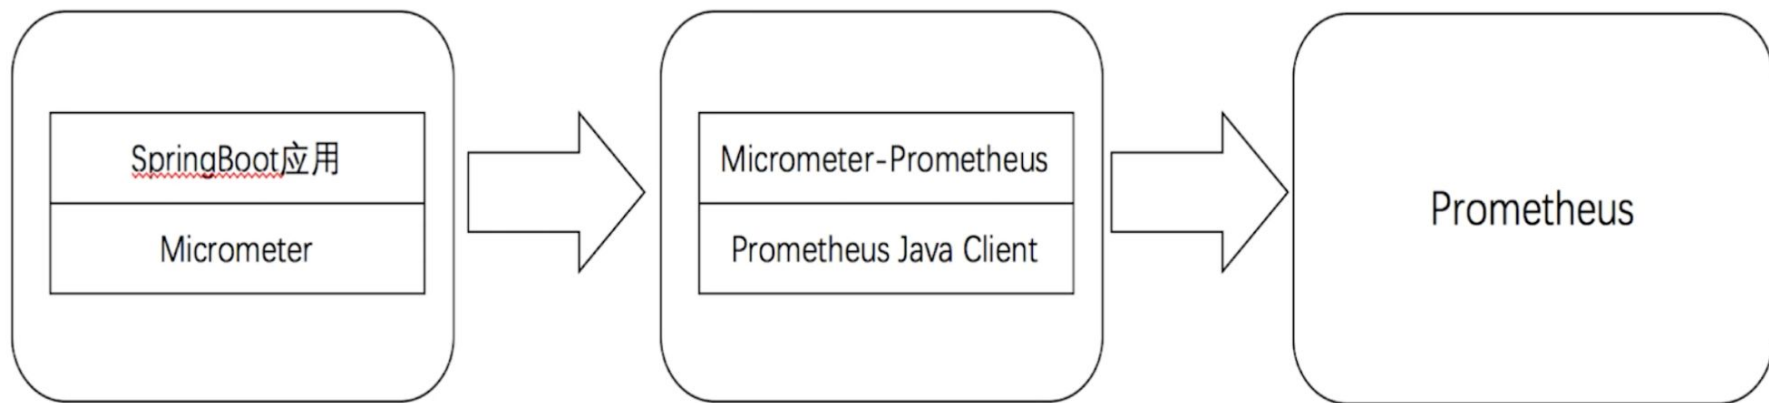 SpringBoot应用
Micrometer
Micrometer-Prometheus
Prometheus Java Client
Prometheus